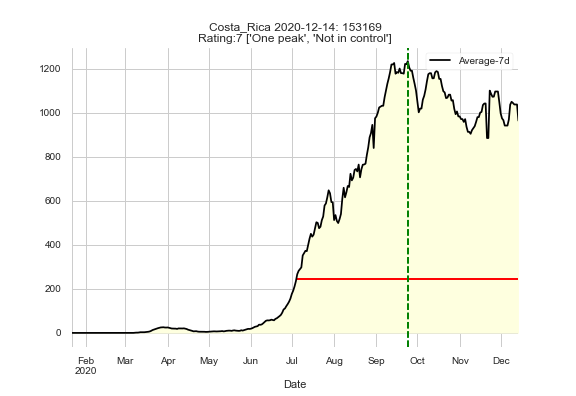 Costa_Rica 2020-12-14: 153169
Rating:7 ['One peak', 'Not in control']
Average-7d
1200
1000
800
600
400
200
0
Feb Mar Apr May Jun Jul Aug Sep Oct Nov Dec
2020
Date